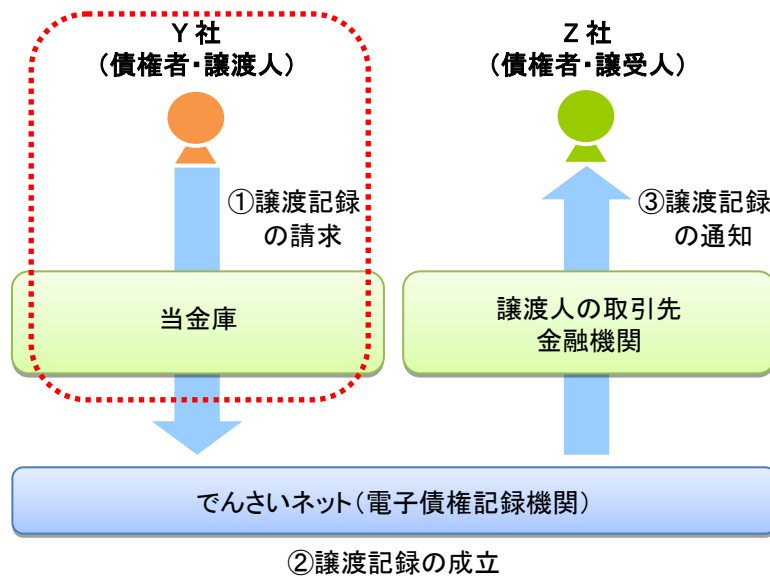 Y 社
（債権者・譲渡人）
Z 社
（債権者・譲受人）
①譲渡記録
の請求
③譲渡記録
の通知
当金庫
譲渡人の取引先
金融機関
でんさいネット（電子債権記録機関）
②譲渡記録の成立